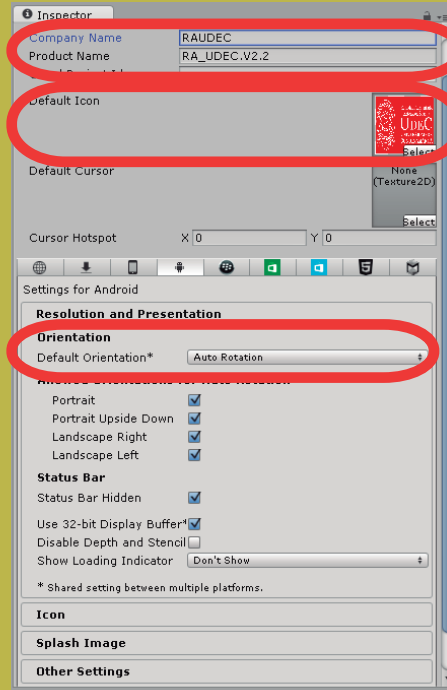 Inspector
Company Name RAUDEC
Product Name RA_UDEC.V2.2
Default Icon
UDEC
Select
Default Cursor None
(Texture2D)
Select
Cursor Hotspot X 0 Y 0
Settings for Android
Resolution and Presentation
Orientation
Default Orientation* Auto Rotation
Portrait
Portrait Upside Down
Landscape Right
Landscape Left
Status Bar
Status Bar Hidden
Use 32-bit Display Buffer*
Disable Depth and Stencil
Show Loading Indicator Don't Show
* Shared setting between multiple platforms.
Icon
Splash Image
Other Settings